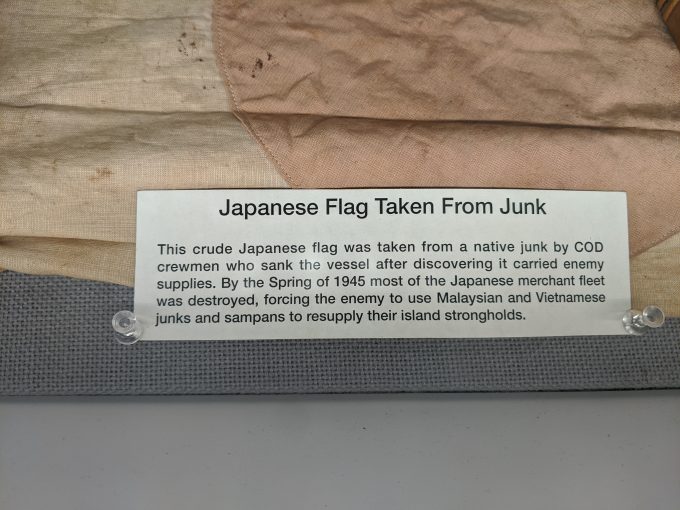 Japanese Flag Taken From Junk
This crude Japanese flag was taken from a native junk by COD
crewmen who sank the vessel after discovering it carried enemy
supplies. By the Spring of 1945 most of the Japanese merchant fleet
was destroyed, forcing the enemy to use Malaysian and Vietnamese
junks and sampans to resupply their island strongholds.